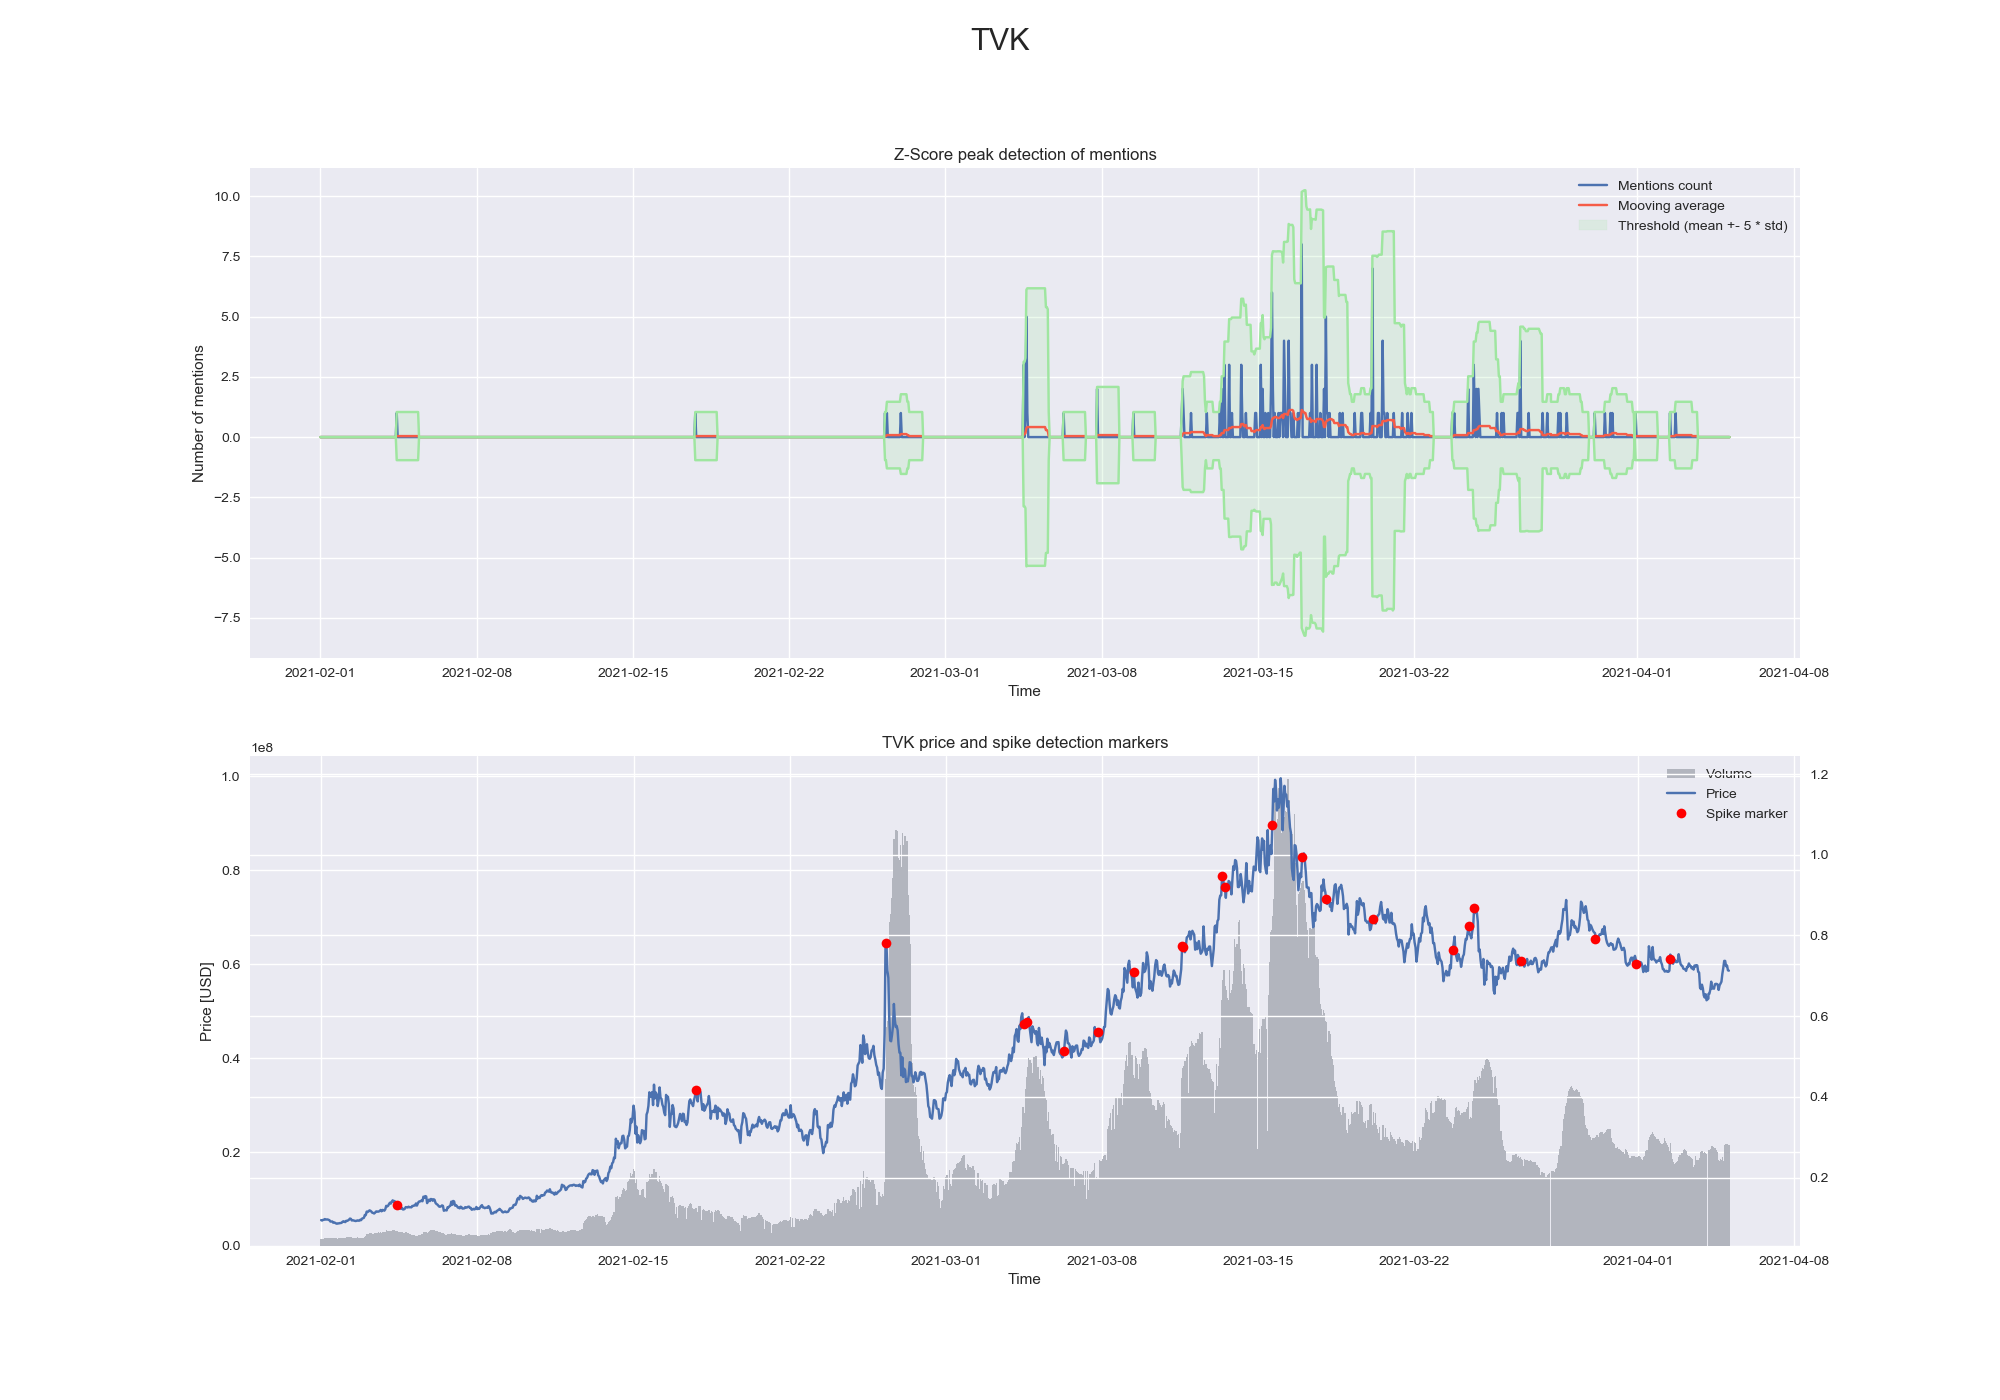 TVK
Z-Score peak detection of mentions
Mentions count
Mooving average
Threshold (mean +- 5 * std)
Number of mentions
10.0
7.5
5.0
2.5
0.0
−2.5
−5.0
−7.5
2021-02-01 2021-02-08 2021-02-15 2021-02-22 2021-03-01 2021-03-08 2021-03-15 2021-03-22 2021-04-01 2021-04-08
Time
TVK price and spike detection markers
1e8
Volume
Price
Spike marker
Price [USD]
1.0
0.8
0.6
0.4
0.2
0.0
1.2
1.0
0.8
0.6
0.4
0.2
2021-02-01 2021-02-08 2021-02-15 2021-02-22 2021-03-01 2021-03-08 2021-03-15 2021-03-22 2021-04-01 2021-04-08
Time